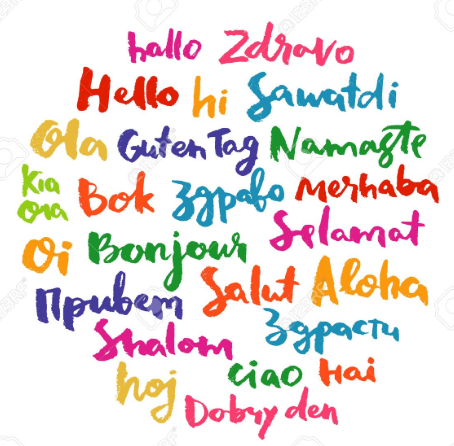 hallo Zdravo
Hello hi Sawatdi
Ola Guten Tag Namaste
Kia ora Bok Здраво Merhaba
Selamat
Oi Bonjour
Привет Salut Aloha
Shalom Здрасти
hoj ciao Hai
Dobry den